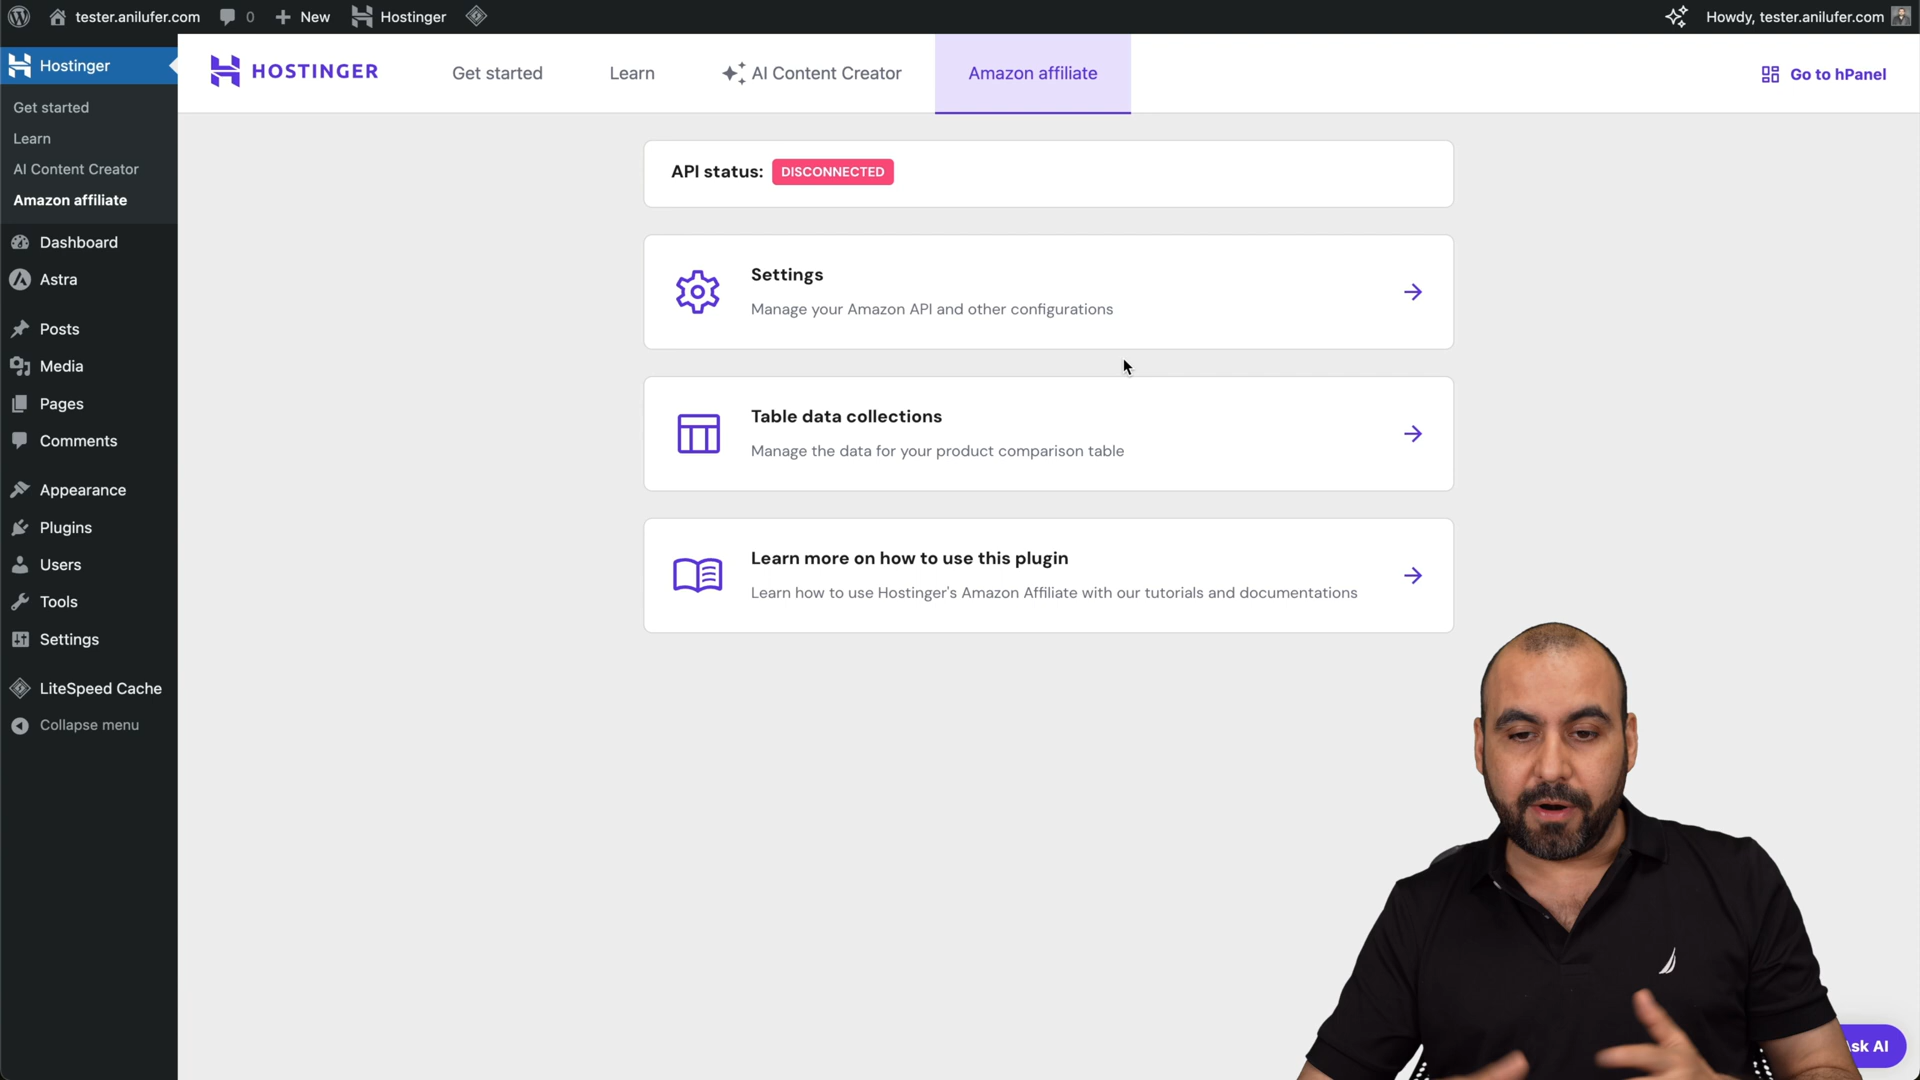 tester.anilufer.com 0 New Hostinger Howdy, tester.anilufer.com
Hostinger
Get started
Learn
AI Content Creator
Amazon affiliate
Dashboard
Astra
Posts
Media
Pages
Comments
Appearance
Plugins
Users
Tools
Settings
LiteSpeed Cache
Collapse menu
HOSTINGER Get started Learn AI Content Creator Amazon affiliate Go to hPanel
API status: DISCONNECTED
Settings
Manage your Amazon API and other configurations
Table data collections
Manage the data for your product comparison table
Learn more on how to use this plugin
Learn how to use Hostinger's Amazon Affiliate with our tutorials and documentations
sk AI